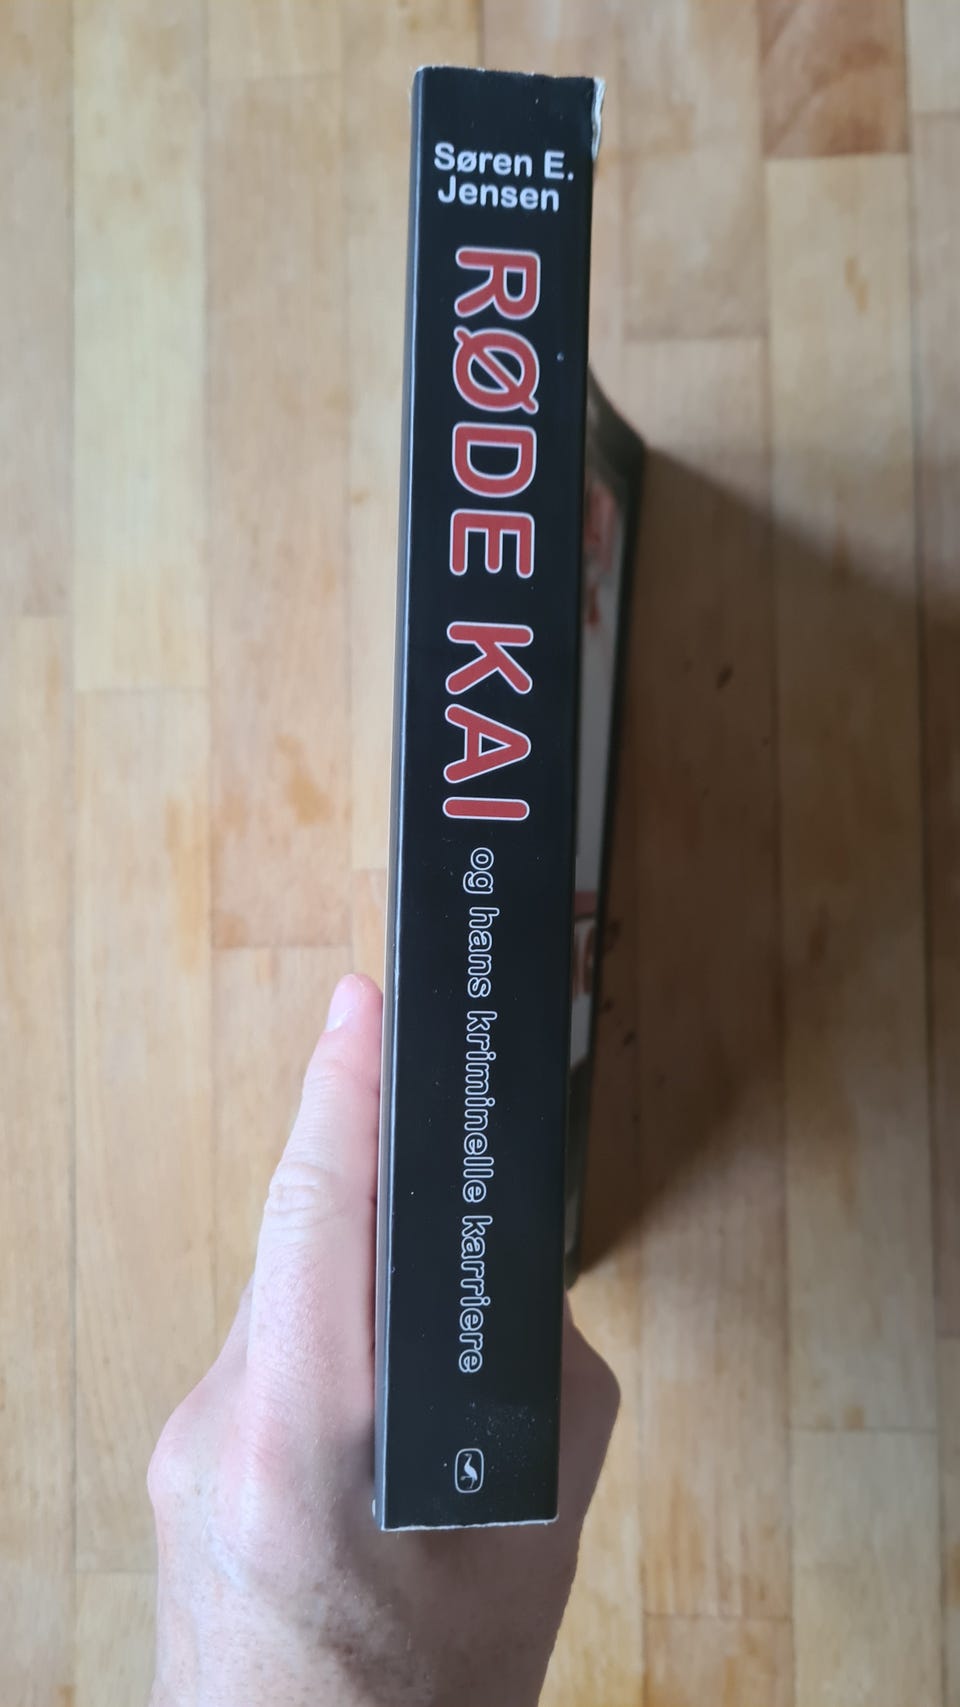 Søren E.
Jensen
RØDE KAI og hans kriminelle karriere